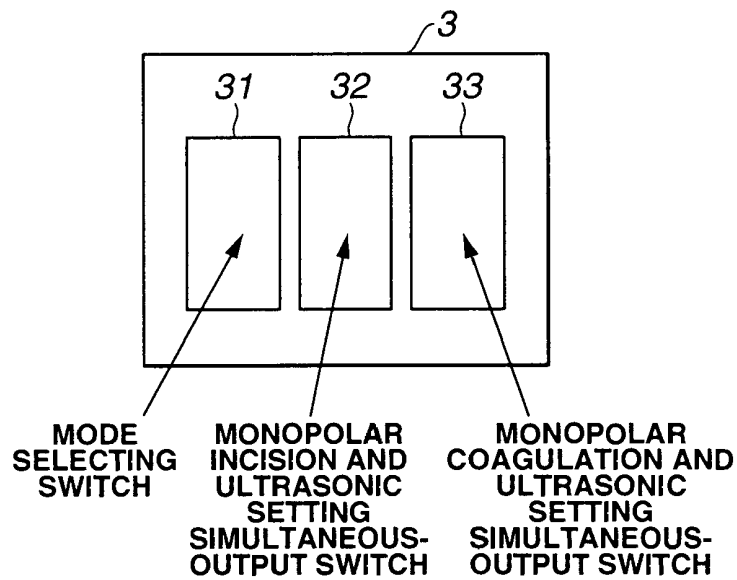 3
31
32
33
MODE
SELECTING
SWITCH
MONOPOLAR
INCISION AND
ULTRASONIC
SETTING
SIMULTANEOUS-
OUTPUT SWITCH
MONOPOLAR
COAGULATION AND
ULTRASONIC
SETTING
SIMULTANEOUS-
OUTPUT SWITCH